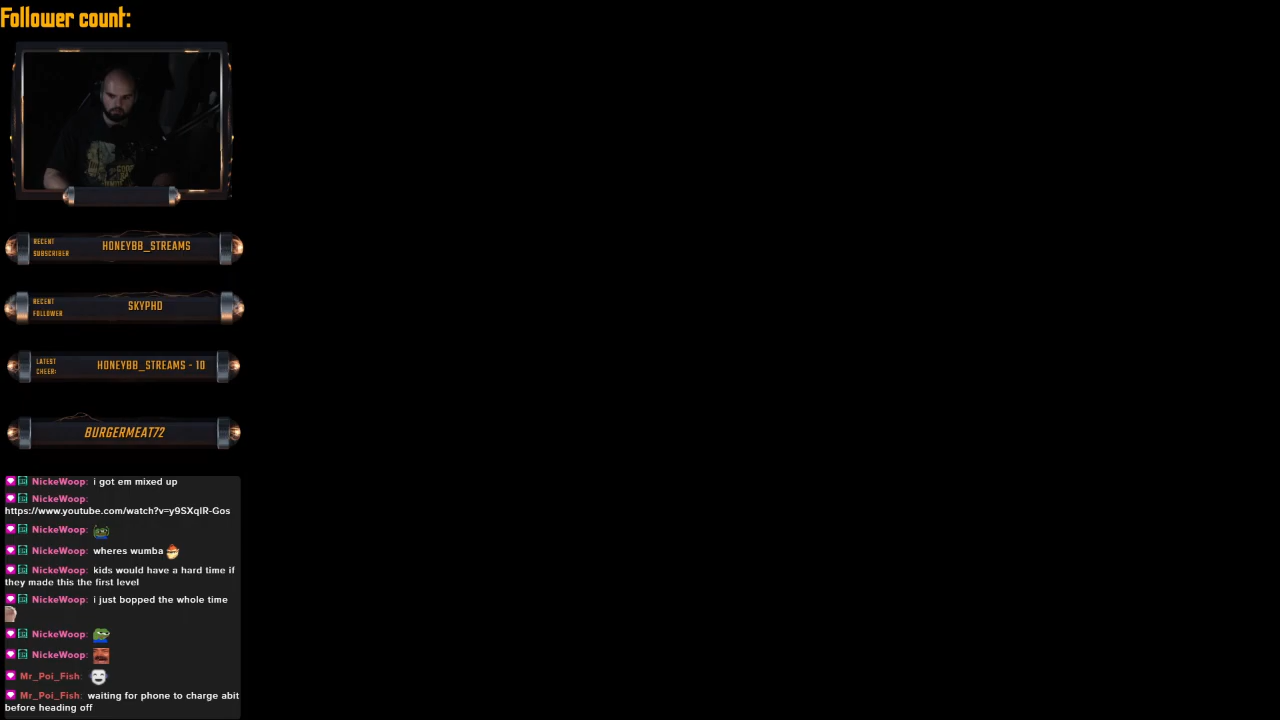 Follower count:
RECENT SUBSCRIBER HONEYBB_STREAMS
RECENT FOLLOWER SKYPHD
LATEST CHEER: HONEYBB_STREAMS - 10
BURGERMEAT72
NickeWoop: i got em mixed up
NickeWoop:
https://www.youtube.com/watch?v=y9SXqlR-Gos
NickeWoop:
NickeWoop: wheres wumba
NickeWoop: kids would have a hard time if
they made this the first level
NickeWoop: i just bopped the whole time
NickeWoop:
NickeWoop:
Mr_Poi_Fish:
Mr_Poi_Fish: waiting for phone to charge abit
before heading off